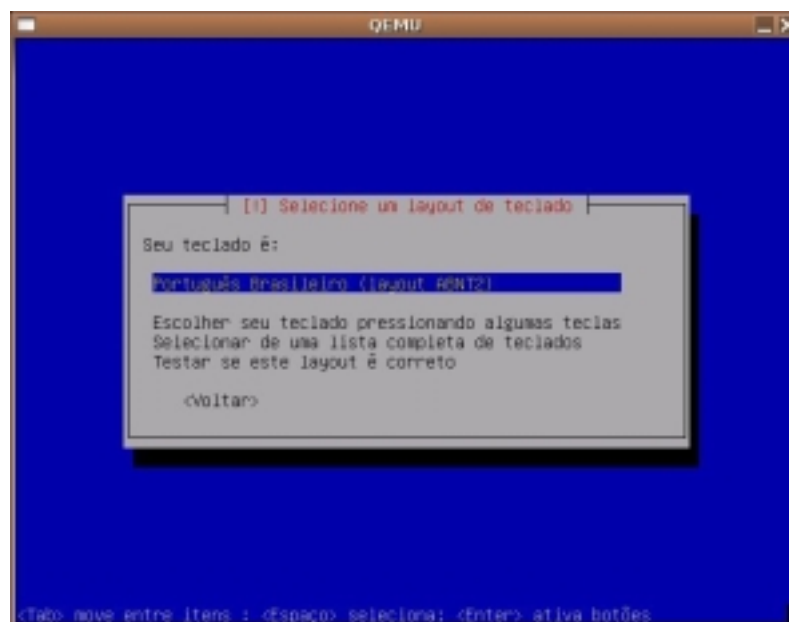 QEMU
[!] Selecione um layout de teclado
Seu teclado é:
Português Brasileiro (layout ABNT2)
Escolher seu teclado pressionando algumas teclas
Selecionar de uma lista completa de teclados
Testar se este layout é correto
<Voltar>
<Tab> move entre itens ; <Espaço> seleciona; <Enter> ativa botões